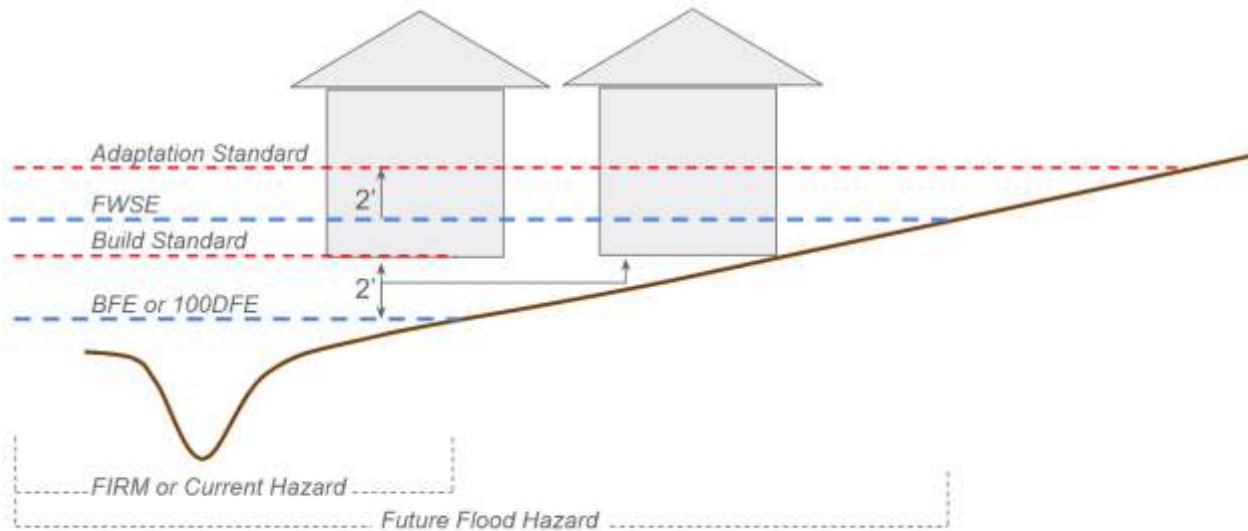 Adaptation Standard
2'
FWSE
Build Standard
2'
BFE or 100DFE
FIRM or Current Hazard
Future Flood Hazard